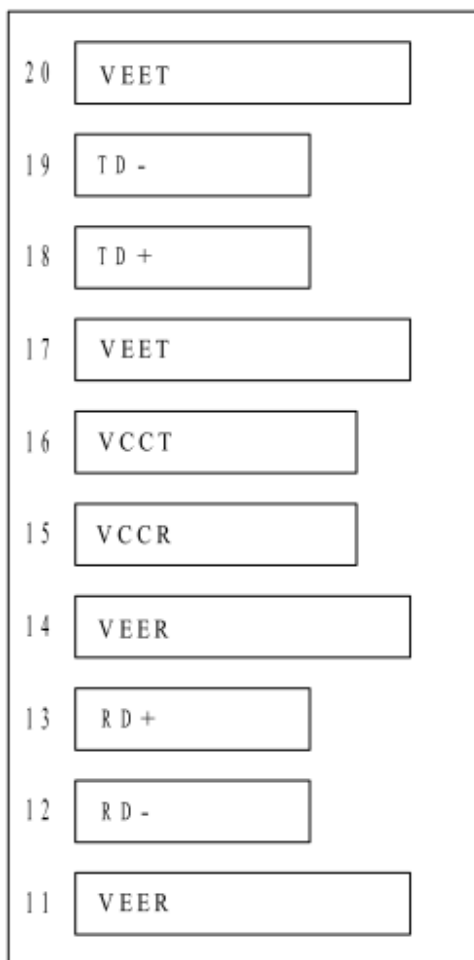 20 VEET
19 TD-
18 TD+
17 VEET
16 VCCT
15 VCCR
14 VEER
13 RD+
12 RD-
11 VEER